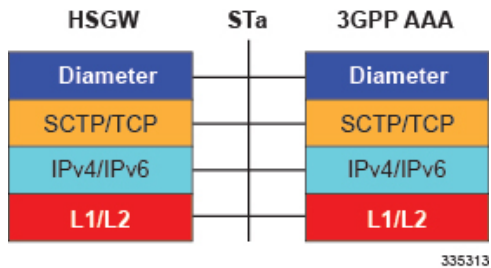 HSGW STa 3GPP AAA
Diameter Diameter
SCTP/TCP SCTP/TCP
IPv4/IPv6 IPv4/IPv6
L1/L2 L1/L2
335313